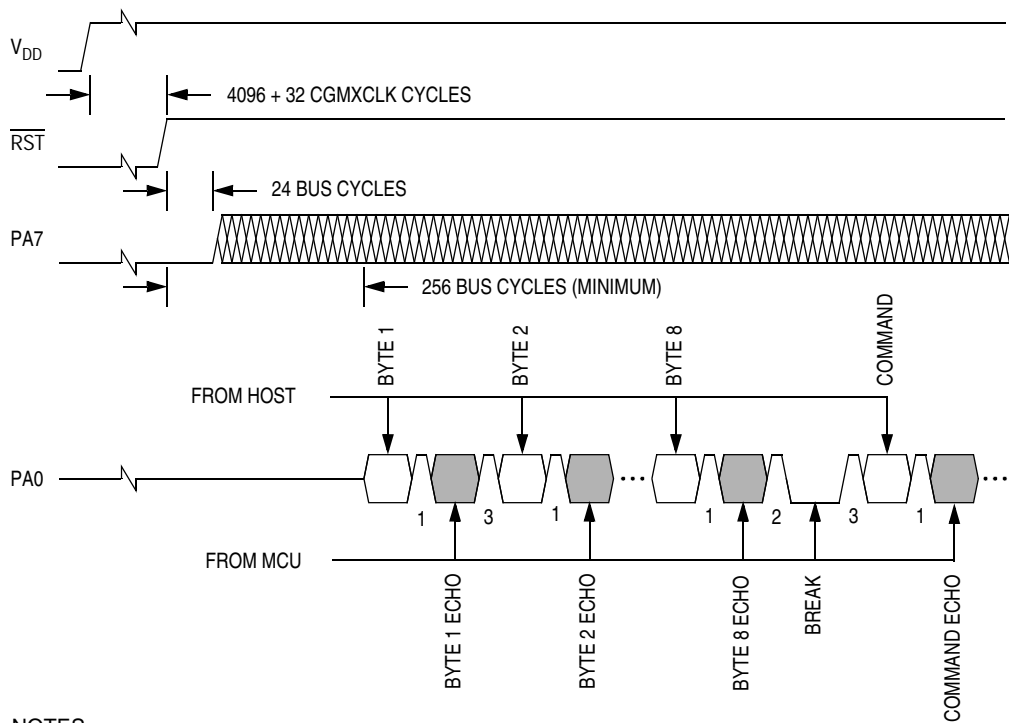 VDD
4096 + 32 CGMXCLK CYCLES
RST
24 BUS CYCLES
PA7
256 BUS CYCLES (MINIMUM)
BYTE 1
BYTE 2
BYTE 8
COMMAND
FROM HOST
PA0
1
3
1
1
2
3
1
FROM MCU
BYTE 1 ECHO
BYTE 2 ECHO
BYTE 8 ECHO
BREAK
COMMAND ECHO